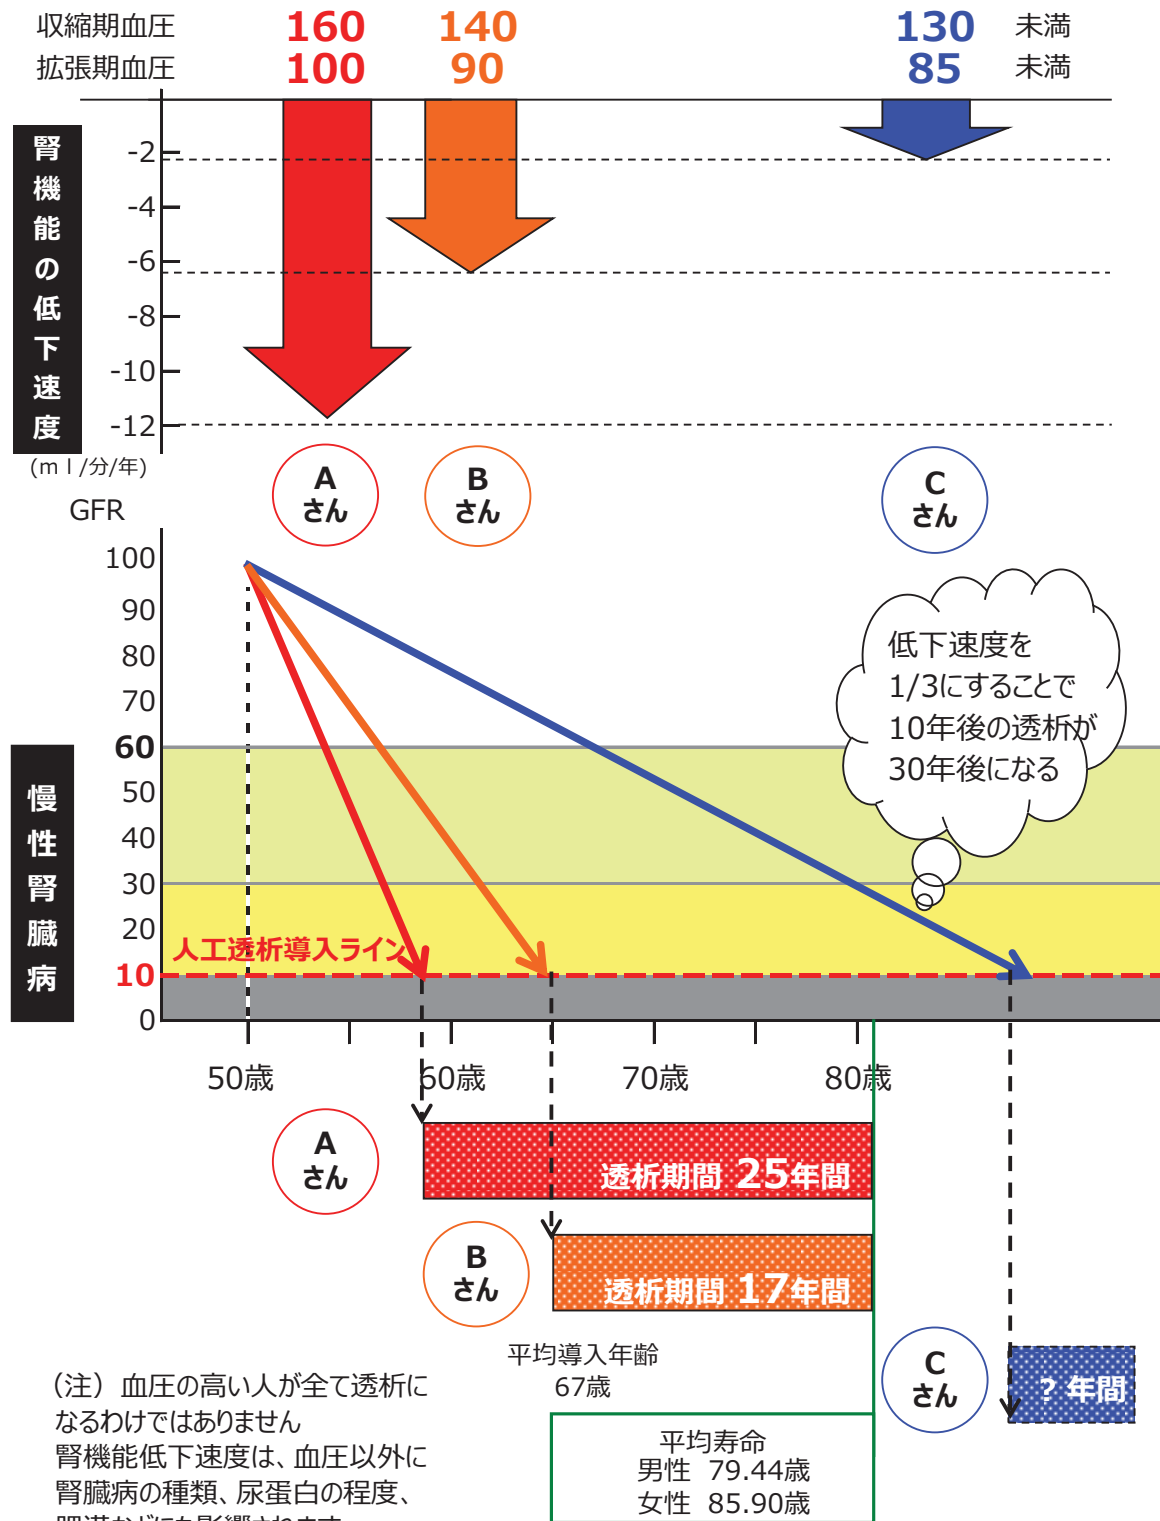 収縮期血圧 160 140 130 未満
拡張期血圧 100 90 85 未満
腎機能の低下速度
-2
-4
-6
-8
-10
-12
(ｍｌ/分/年)
Aさん
Bさん
Cさん
GFR
100
90
80
70
60
50
40
30
20
10
0
慢性腎臓病
低下速度を
1/3にすることで
10年後の透析が
30年後になる
人工透析導入ライン
50歳 60歳 70歳 80歳
Aさん
透析期間 25年間
Bさん
透析期間 17年間
平均導入年齢
67歳
Cさん
？年間
平均寿命
男性 79.44歳
女性 85.90歳
（注）血圧の高い人が全て透析に
なるわけではありません
腎機能低下速度は、血圧以外に
腎臓病の種類、尿蛋白の程度、